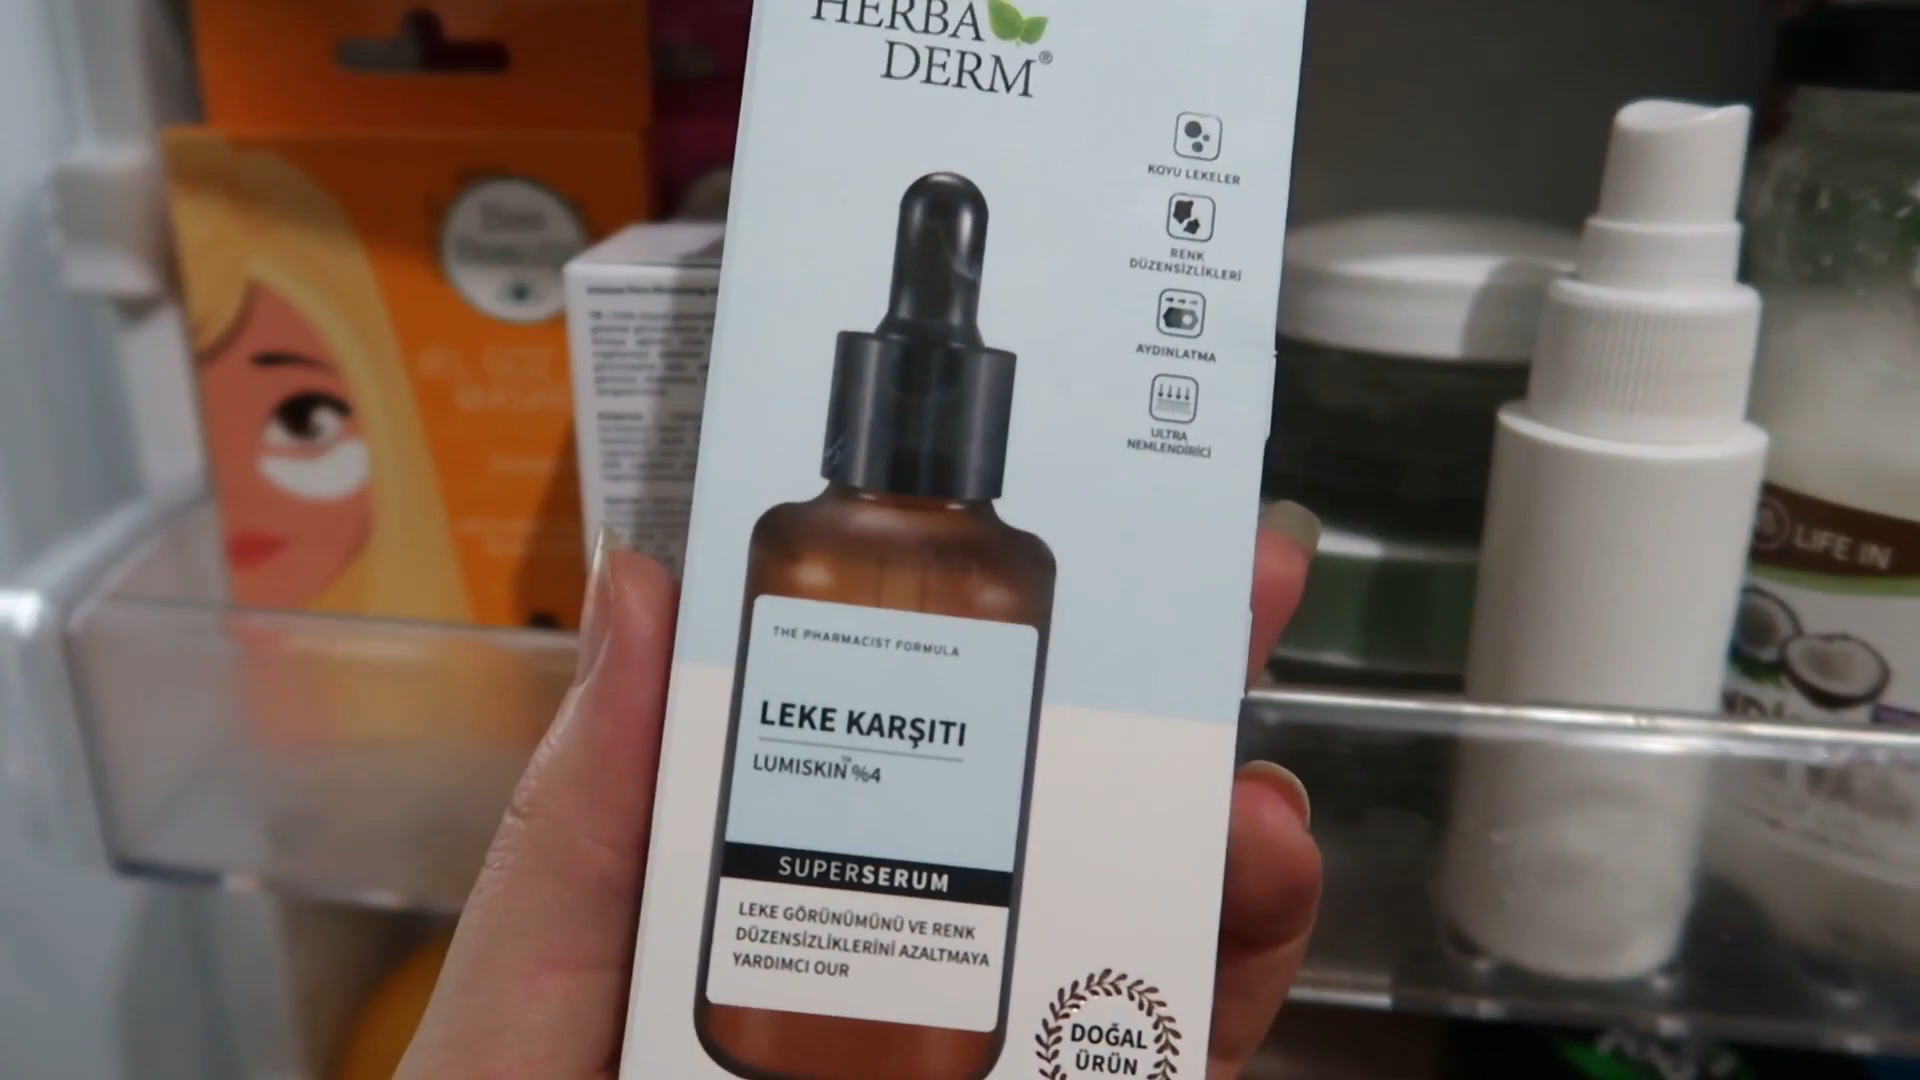 HERBA
DERM®
KOYU LEKELER
RENK
DÜZENSİZLİKLERİ
AYDINLATMA
ULTRA
NEMLENDİRİCİ
THE PHARMACIST FORMULA
LEKE KARŞITI
LUMISKIN™ %4
SUPERSERUM
LEKE GÖRÜNÜMÜNÜ VE RENK
DÜZENSİZLİKLERİNİ AZALTMAYA
YARDIMCI OUR
DOĞAL
ÜRÜN
LIFE IN